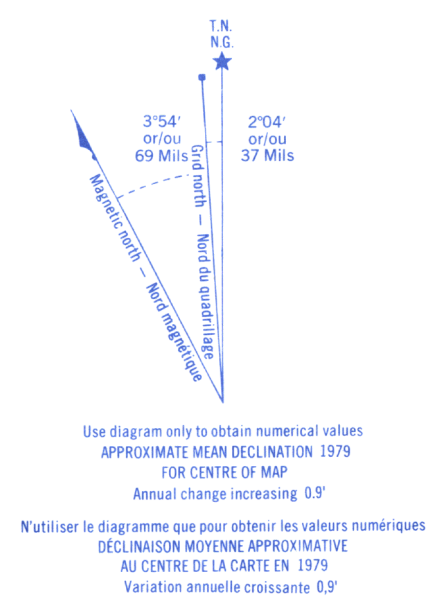 T.N.
N.G.
3°54'
or/ou
69 Mils
2°04'
or/ou
37 Mils
Grid north — Nord du quadrillage
Magnetic north — Nord magnétique
Use diagram only to obtain numerical values
APPROXIMATE MEAN DECLINATION 1979
FOR CENTRE OF MAP
Annual change increasing 0.9'
N'utiliser le diagramme que pour obtenir les valeurs numériques
DÉCLINAISON MOYENNE APPROXIMATIVE
AU CENTRE DE LA CARTE EN 1979
Variation annuelle croissante 0,9'